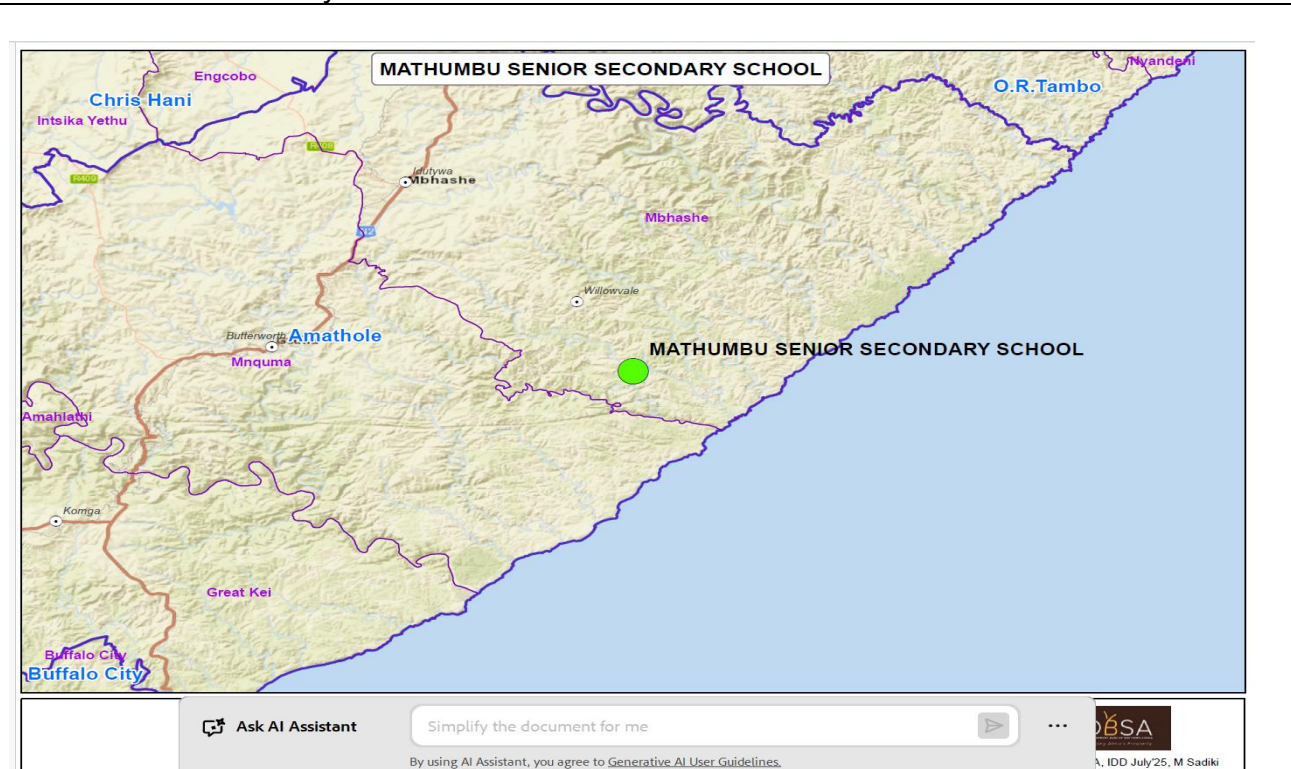 MATHUMBU SENIOR SECONDARY SCHOOL
Nyandeni
Engcobo
O.R.Tambo
Chris Hani
Intsika Yethu
R408
R409
Idutywa
Mbhashe
Mbhashe
N2
Willowvale
Butterworth
Amathole
MATHUMBU SENIOR SECONDARY SCHOOL
Mnquma
Amahlathi
Komga
Great Kei
Buffalo City
Buffalo City
Ask AI Assistant
Simplify the document for me
...
By using AI Assistant, you agree to Generative AI User Guidelines.
DBSA
A, IDD July'25, M Sadiki